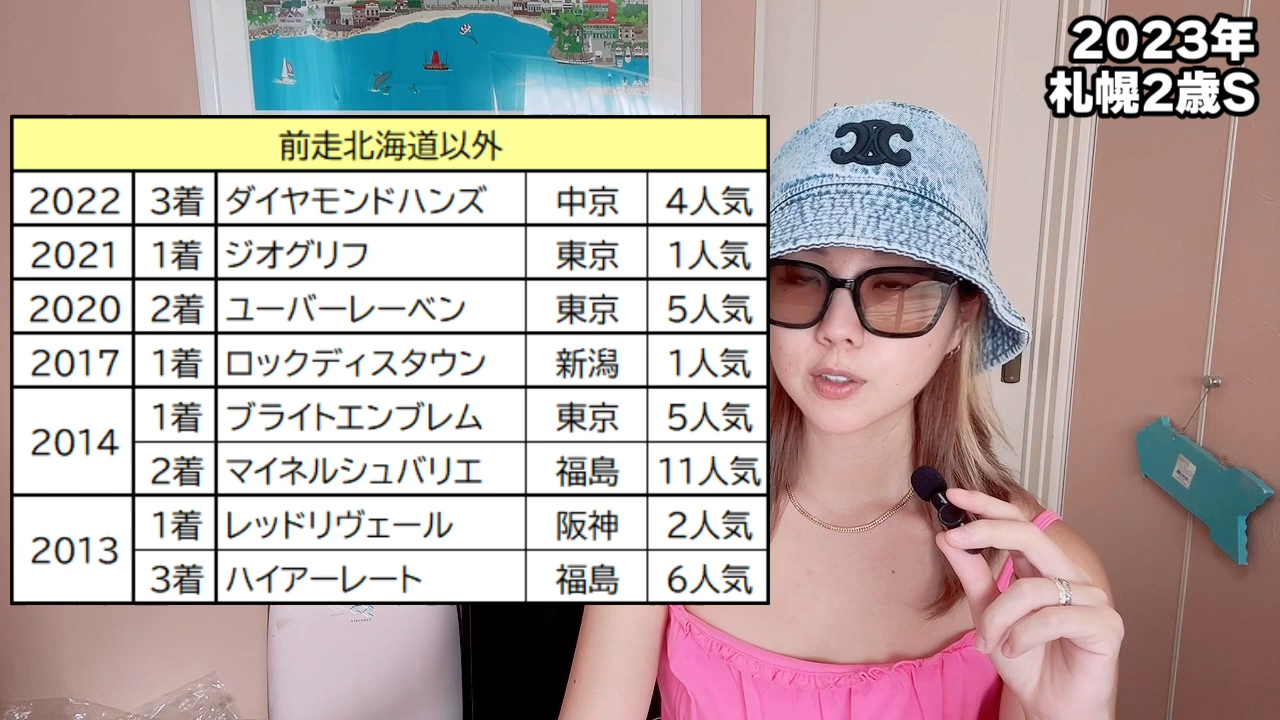 2023年
札幌2歳S
前走北海道以外
2022 3着 ダイヤモンドハンズ 中京 4人気
2021 1着 ジオグリフ 東京 1人気
2020 2着 ユーバーレーベン 東京 5人気
2017 1着 ロックディスタウン 新潟 1人気
2014 1着 ブライトエンブレム 東京 5人気
2着 マイネルシュバリエ 福島 11人気
2013 1着 レッドリヴェール 阪神 2人気
3着 ハイアーレート 福島 6人気